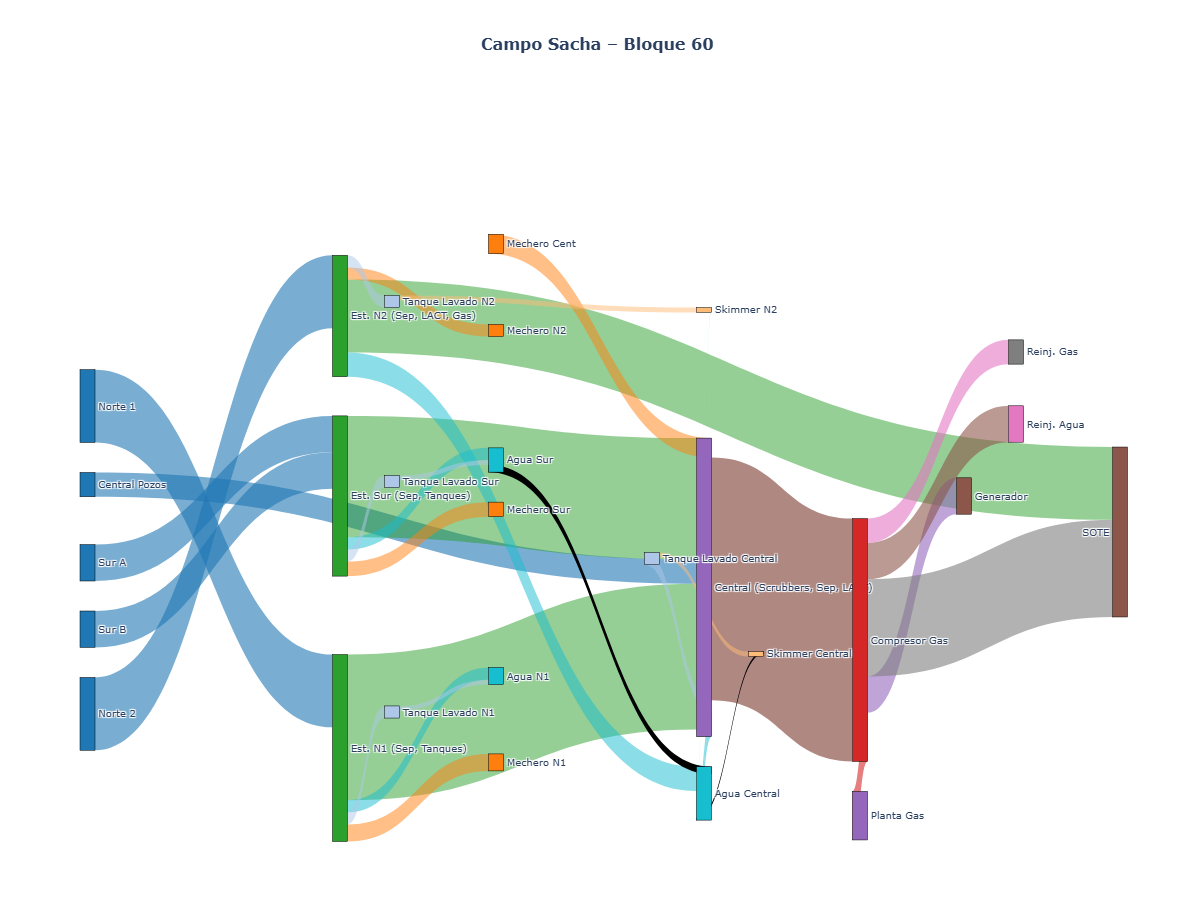 Campo Sacha – Bloque 60
Mechero Cent
Tanque Lavado N2
Skimmer N2
Est. N2 (Sep, LACT, Gas)
Mechero N2
Reinj. Gas
Norte 1
Reinj. Agua
Agua Sur
Tanque Lavado Sur
Central Pozos
Est. Sur (Sep, Tanques)
Generador
Mechero Sur
SOTE
Tanque Lavado Central
Sur A
Central (Scrubbers, Sep, LACT)
Sur B
Compresor Gas
Skimmer Central
Agua N1
Tanque Lavado N1
Norte 2
Est. N1 (Sep, Tanques)
Mechero N1
Agua Central
Planta Gas